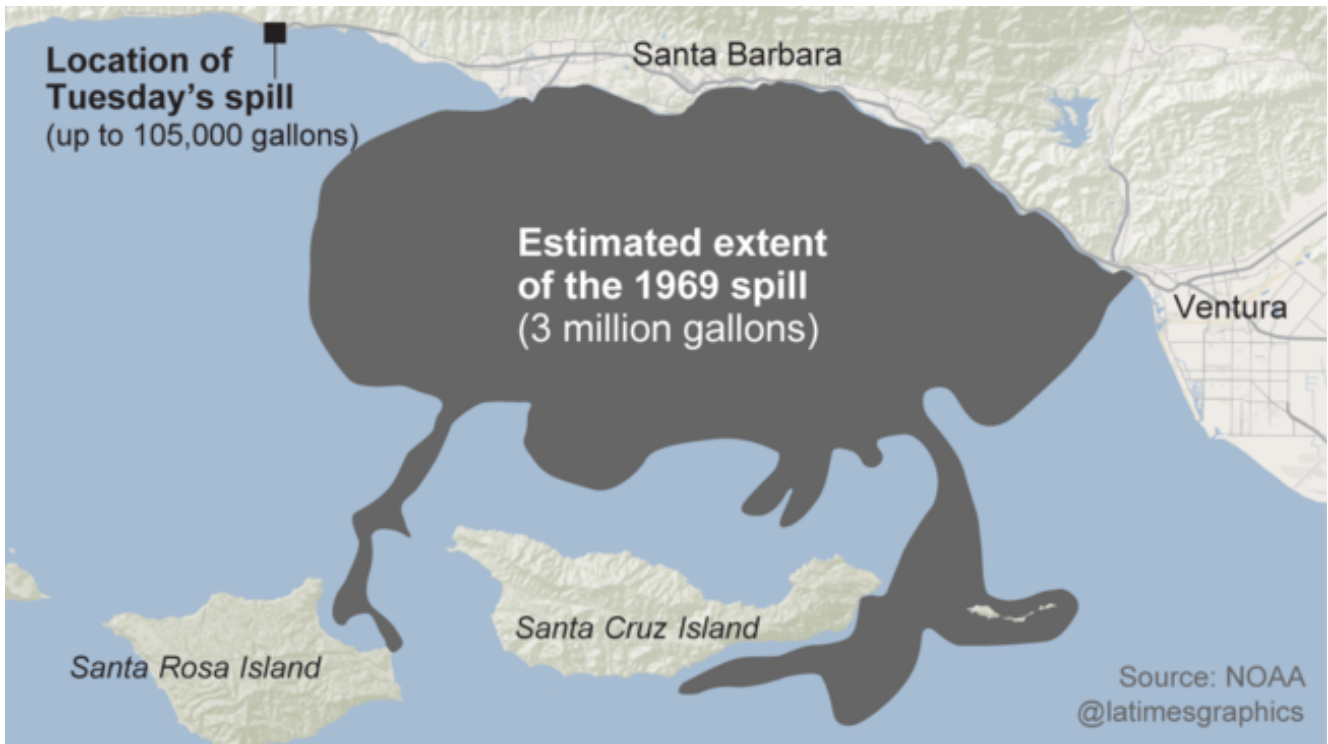 Location of
Tuesday's spill
(up to 105,000 gallons)
Santa Barbara
Estimated extent
of the 1969 spill
(3 million gallons)
Ventura
Santa Cruz Island
Santa Rosa Island
Source: NOAA
@latimesgraphics